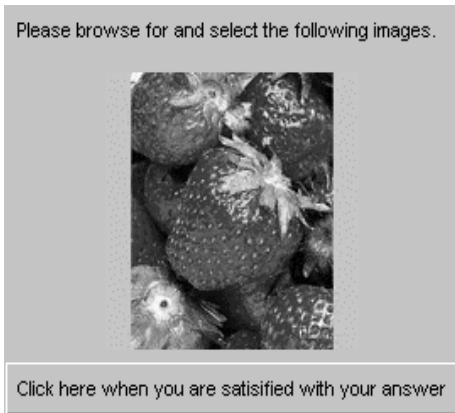 Please browse for and select the following images.
Click here when you are satisified with your answer